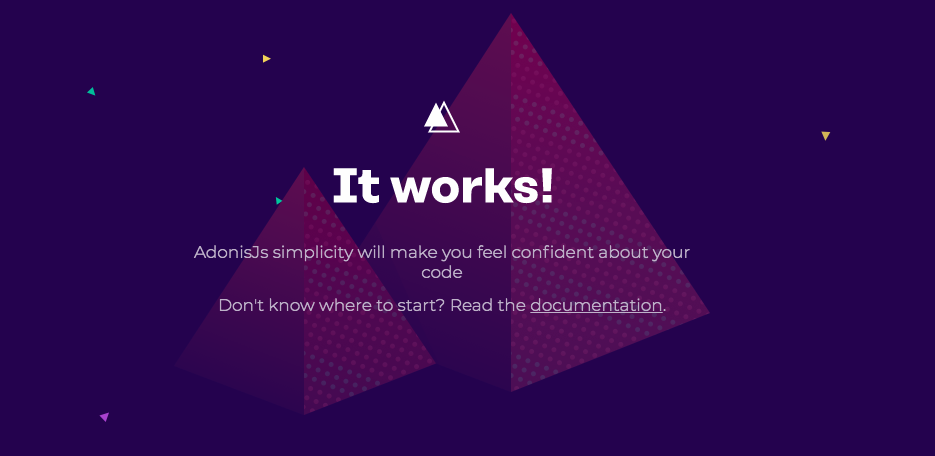 It works!
AdonisJs simplicity will make you feel confident about your
code
Don't know where to start? Read the documentation.